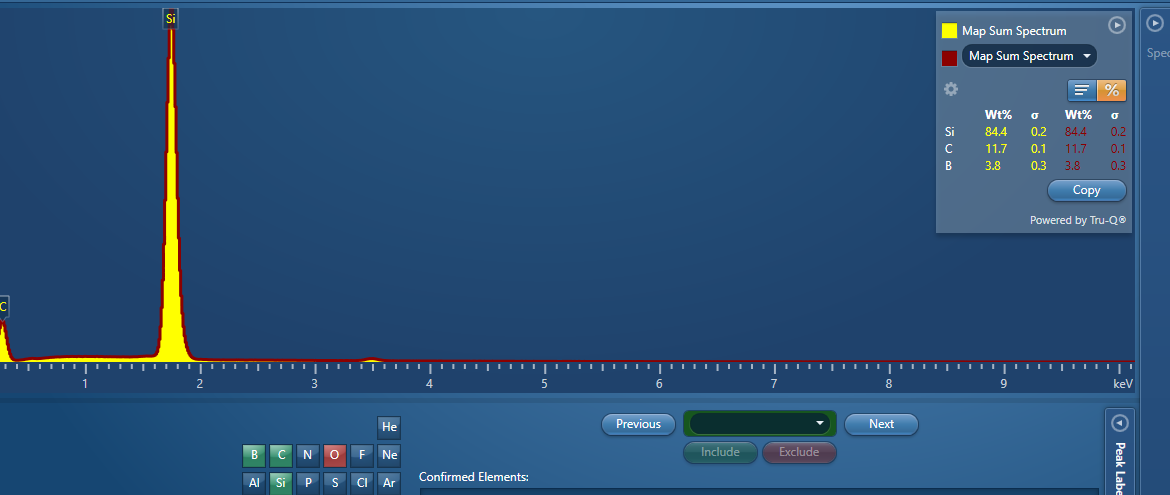 Si
Map Sum Spectrum
Map Sum Spectrum
Spec
%
Wt% σ Wt% σ
Si 84.4 0.2 84.4 0.2
C 11.7 0.1 11.7 0.1
B 3.8 0.3 3.8 0.3
Copy
Powered by Tru-Q®
C
1 2 3 4 5 6 7 8 9 keV
He
Previous
Next
B C N O F Ne
Include
Exclude
Al Si P S Cl Ar
Confirmed Elements:
Peak Labe